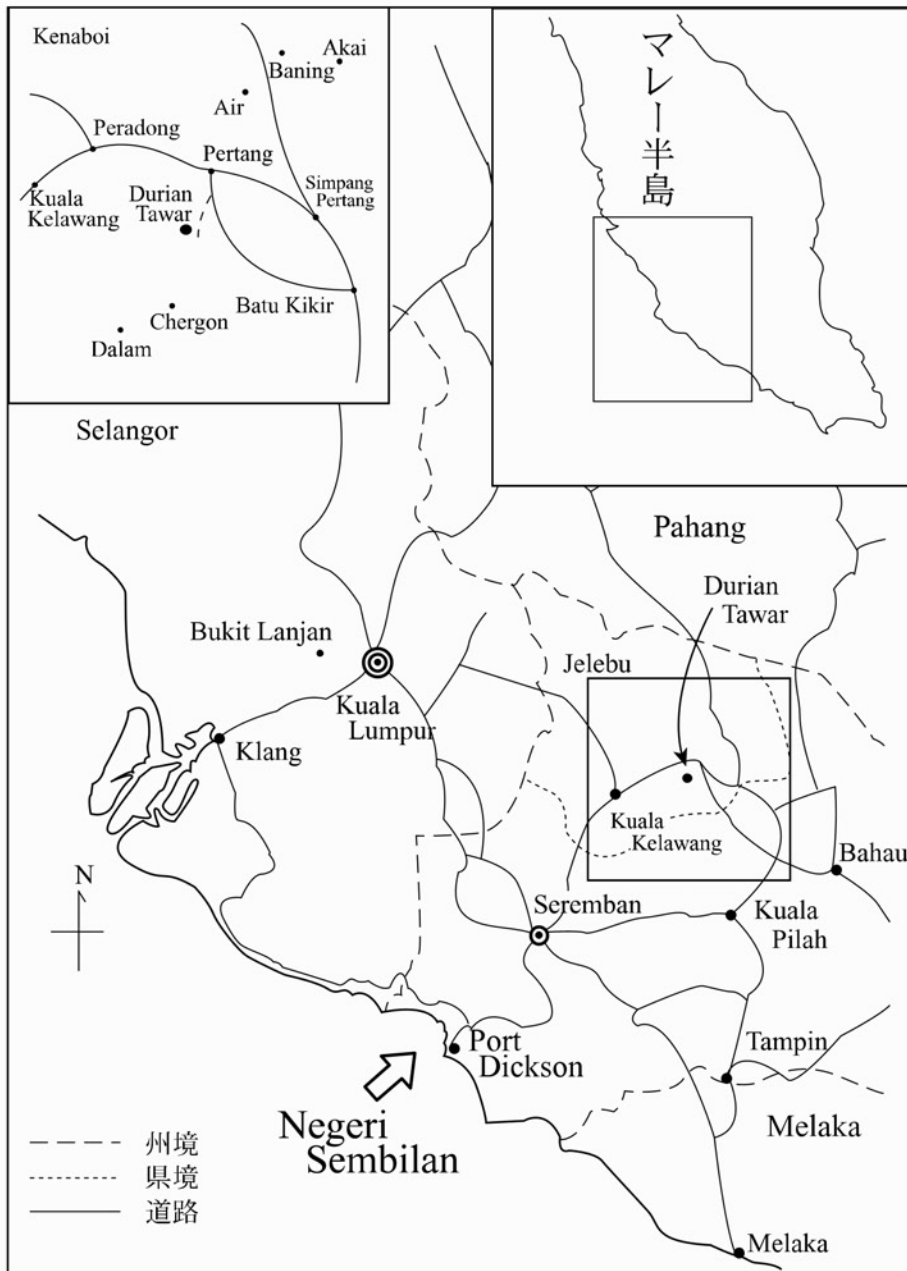 Kenaboi
Akai
Baning
Air
Peradong
Pertang
Kuala
Kelawang
Durian
Tawar
Simpang
Pertang
Batu Kikir
Chergon
Dalam
マレー半島
Selangor
Pahang
Durian
Tawar
Bukit Lanjan
Jelebu
Kuala
Lumpur
Klang
Kuala
Kelawang
Bahau
N
Seremban
Kuala
Pilah
Port
Dickson
Tampin
Negeri
Sembilan
Melaka
州境
県境
道路
Melaka